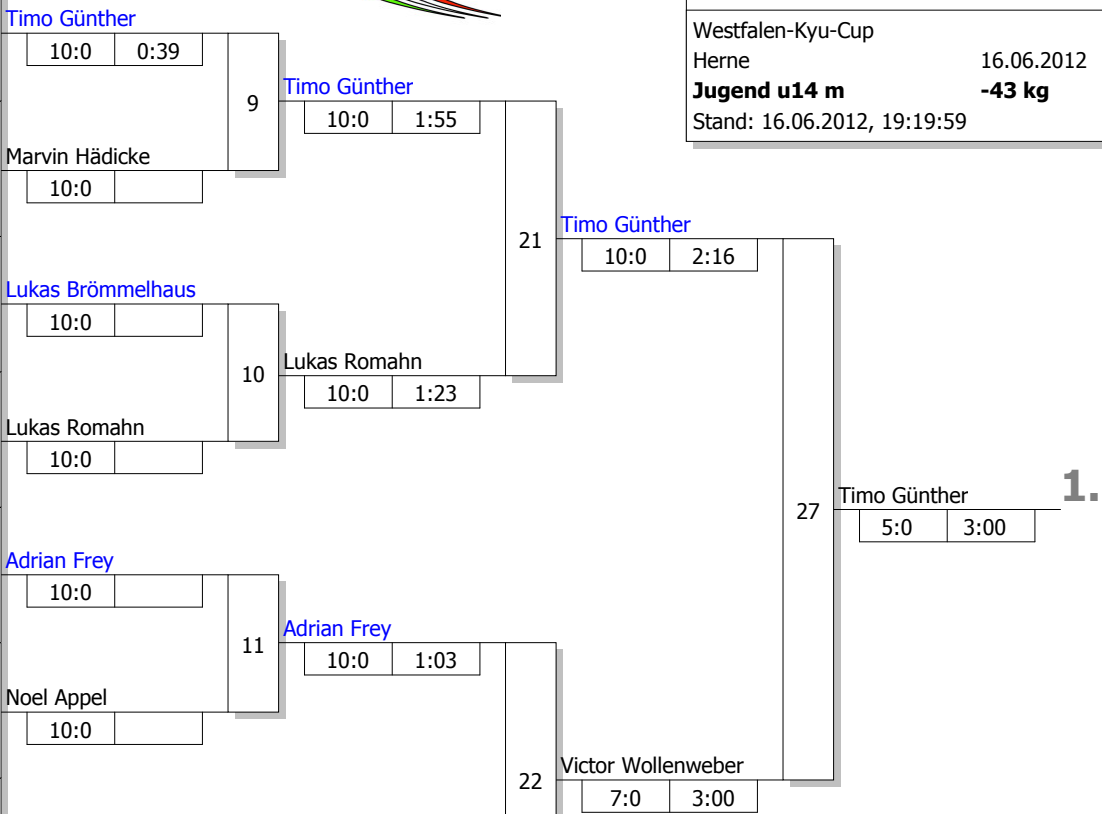 Westfalen-Kyu-Cup
Herne 16.06.2012
Jugend u14 m -43 kg
Stand: 16.06.2012, 19:19:59
Timo Günther
10:0 0:39
9
Marvin Hädicke
10:0
Timo Günther
10:0 1:55
Lukas Brömmelhaus
10:0
10
Lukas Romahn
10:0
Lukas Romahn
10:0 1:23
21
Timo Günther
10:0 2:16
Adrian Frey
10:0
11
Noel Appel
10:0
Adrian Frey
10:0 1:03
22
Victor Wollenweber
7:0 3:00
27
Timo Günther 1.
5:0 3:00